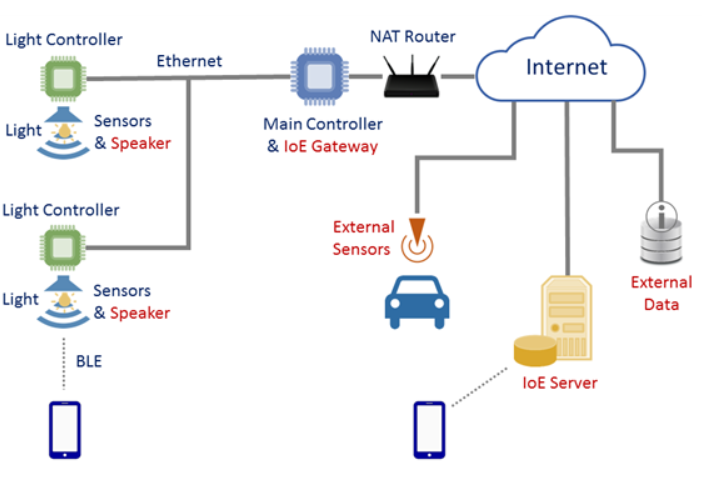 Light Controller
Ethernet
NAT Router
Internet
Light
Sensors
& Speaker
Main Controller
& IoE Gateway
Light Controller
External
Sensors
Light
Sensors
& Speaker
External
Data
BLE
IoE Server